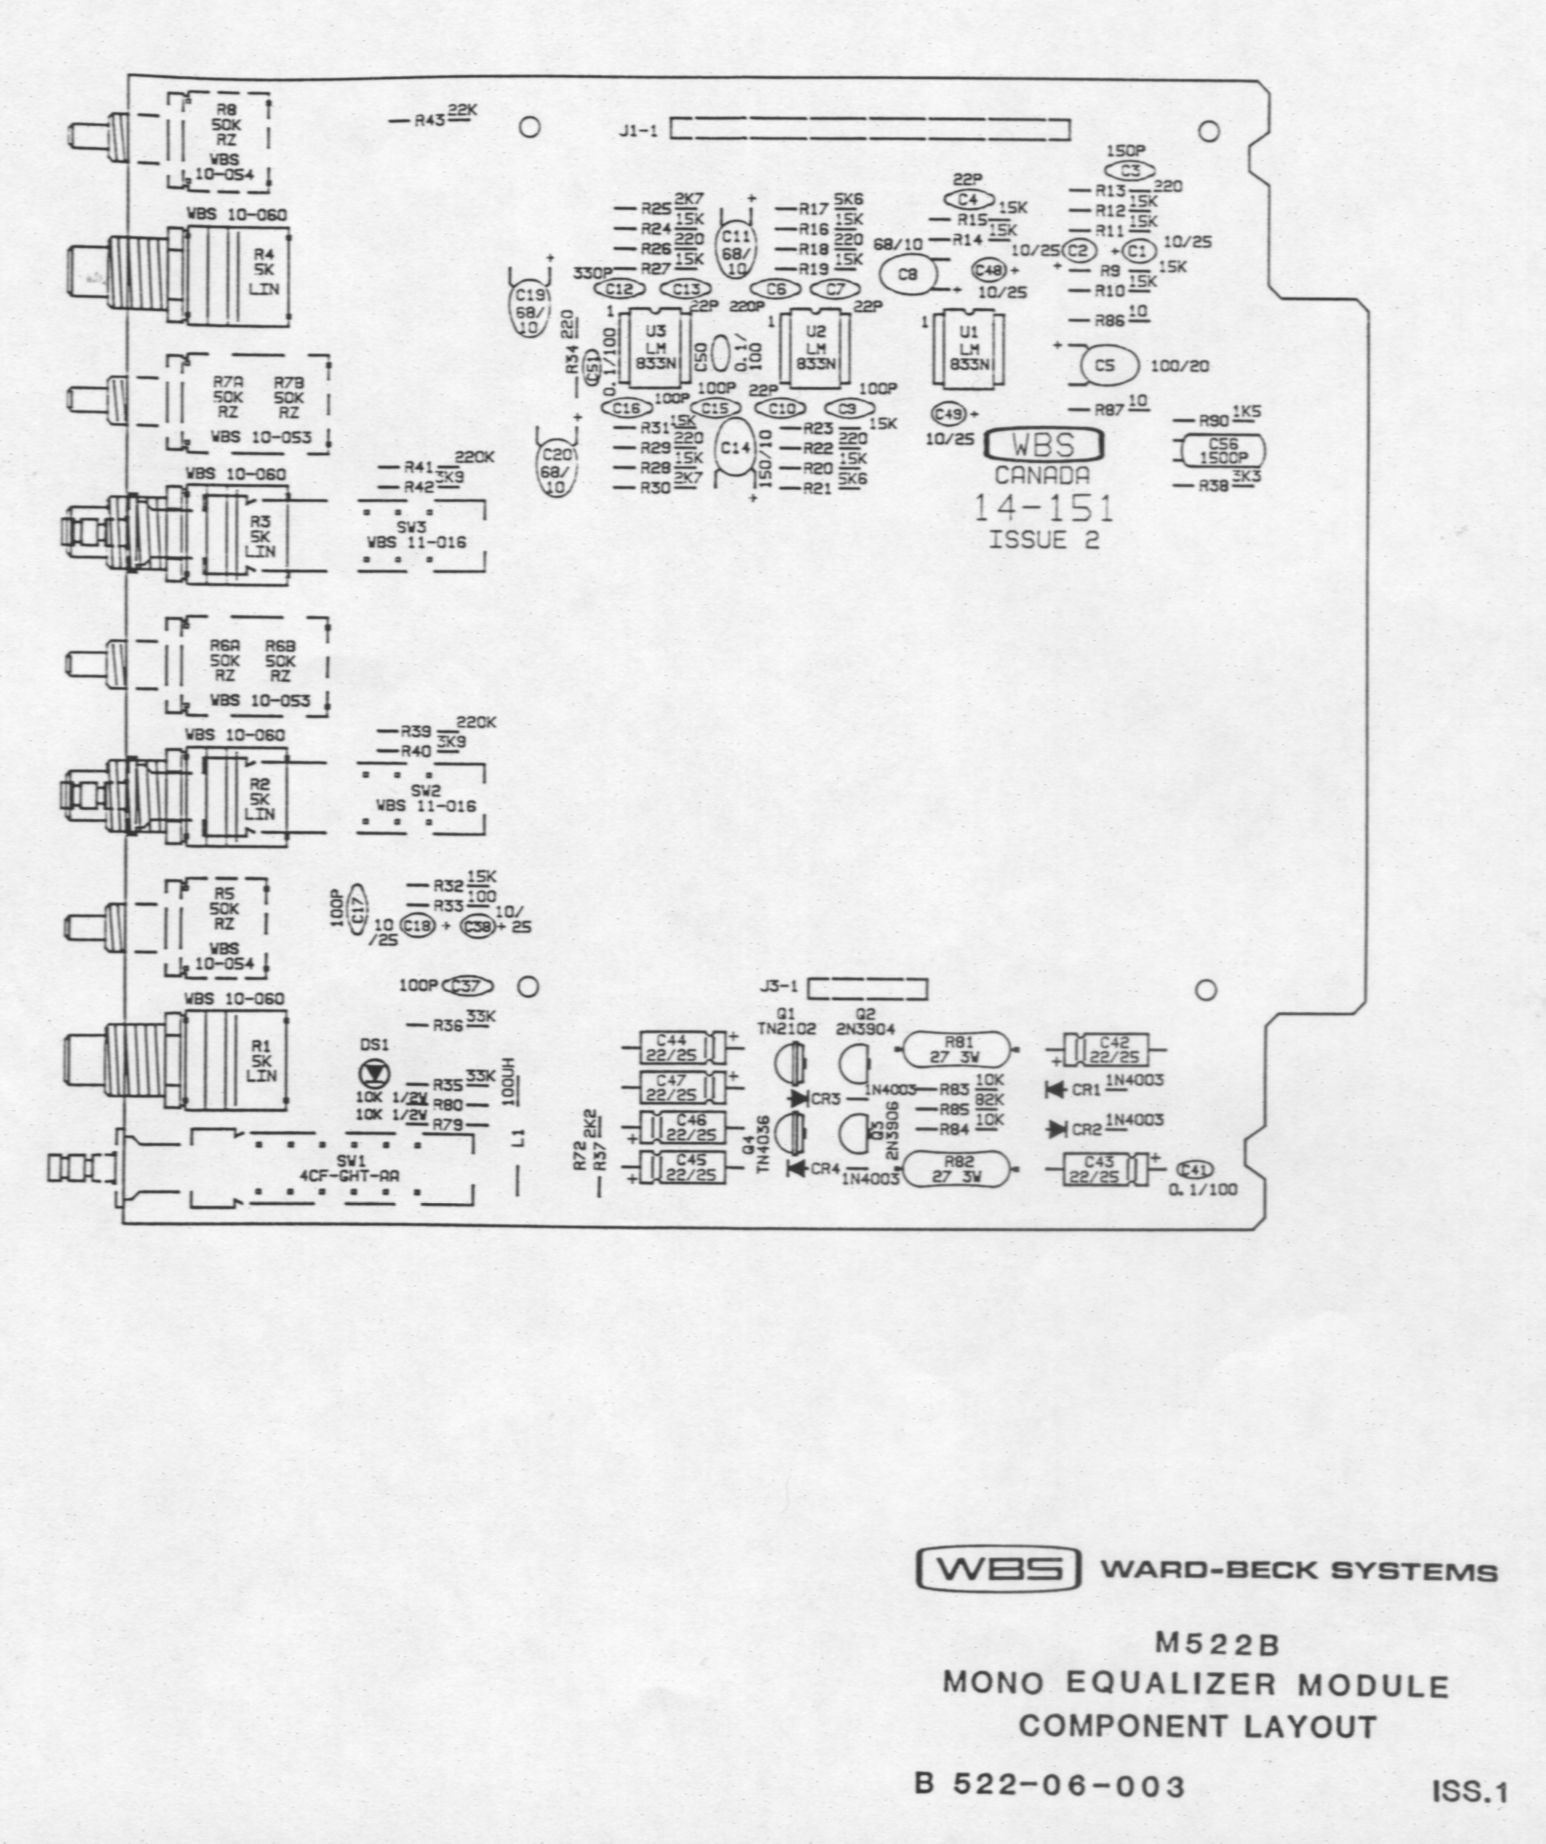 R8
50K
RZ
WBS
10-054
R43 22K
J1-1
WBS 10-060
R4
5K
LIN
R7A R7B
50K 50K
RZ RZ
WBS 10-053
WBS 10-060
R3
5K
LIN
R41 220K
R42 3K9
SW3
WBS 11-016
R6A R6B
50K 50K
RZ RZ
WBS 10-053
WBS 10-060
R2
5K
LIN
R39 220K
R40 3K9
SW2
WBS 11-016
R5
50K
RZ
WBS
10-054
WBS 10-060
R1
5K
LIN
100P C17
R32 15K
R33 100
10
/25 C18 +
C38 + 10/
25
100P C37
R36 33K
DS1
R35 33K
10K 1/2W R80
10K 1/2W R79
SW1
4CF-GHT-AA
L1 100UH
C19
68/
10
+
R34 220
C51 0.1/100
C20
68/
10
+
R25 2K7
R24 15K
R26 220
R27 15K
330P C12
C13 22P
1
U3
LM
833N
C16 100P
R31 15K
R29 220
R28 15K
R30 2K7
C11
68/
10
+
C50 0.1/
100
100P
C15
C14
150/10
+
R17 5K6
R16 15K
R18 220
R19 15K
220P C6
C7 22P
1
U2
LM
833N
22P
C10
100P
C9
R23 15K
R22 220
R20 15K
R21 5K6
22P
C4
R15 15K
R14 15K
68/10
C8
+
C48 +
10/25
1
U1
LM
833N
C49 +
10/25
150P
C3
R13 220
R12 15K
R11 15K
10/25 C2
+ C1 10/25
+
R9 15K
R10 15K
R86 10
+
C5 100/20
R87 10
R90 1K5
C56
1500P
R38 3K3
WBS
CANADA
14-151
ISSUE 2
J3-1
Q1
TN2102
Q2
2N3904
C44
22/25
+
C47
22/25
+
C46
22/25
+
C45
22/25
+
R72
R37 2K2
CR3 1N4003
Q4
TN4036
Q3
2N3906
CR4 1N4003
R81
27 3W
R83 10K
R85 82K
R84 10K
R82
27 3W
C42
22/25
+
CR1 1N4003
CR2 1N4003
C43
22/25
+
C41
0.1/100
WBS WARD-BECK SYSTEMS
M522B
MONO EQUALIZER MODULE
COMPONENT LAYOUT
B 522-06-003 ISS.1